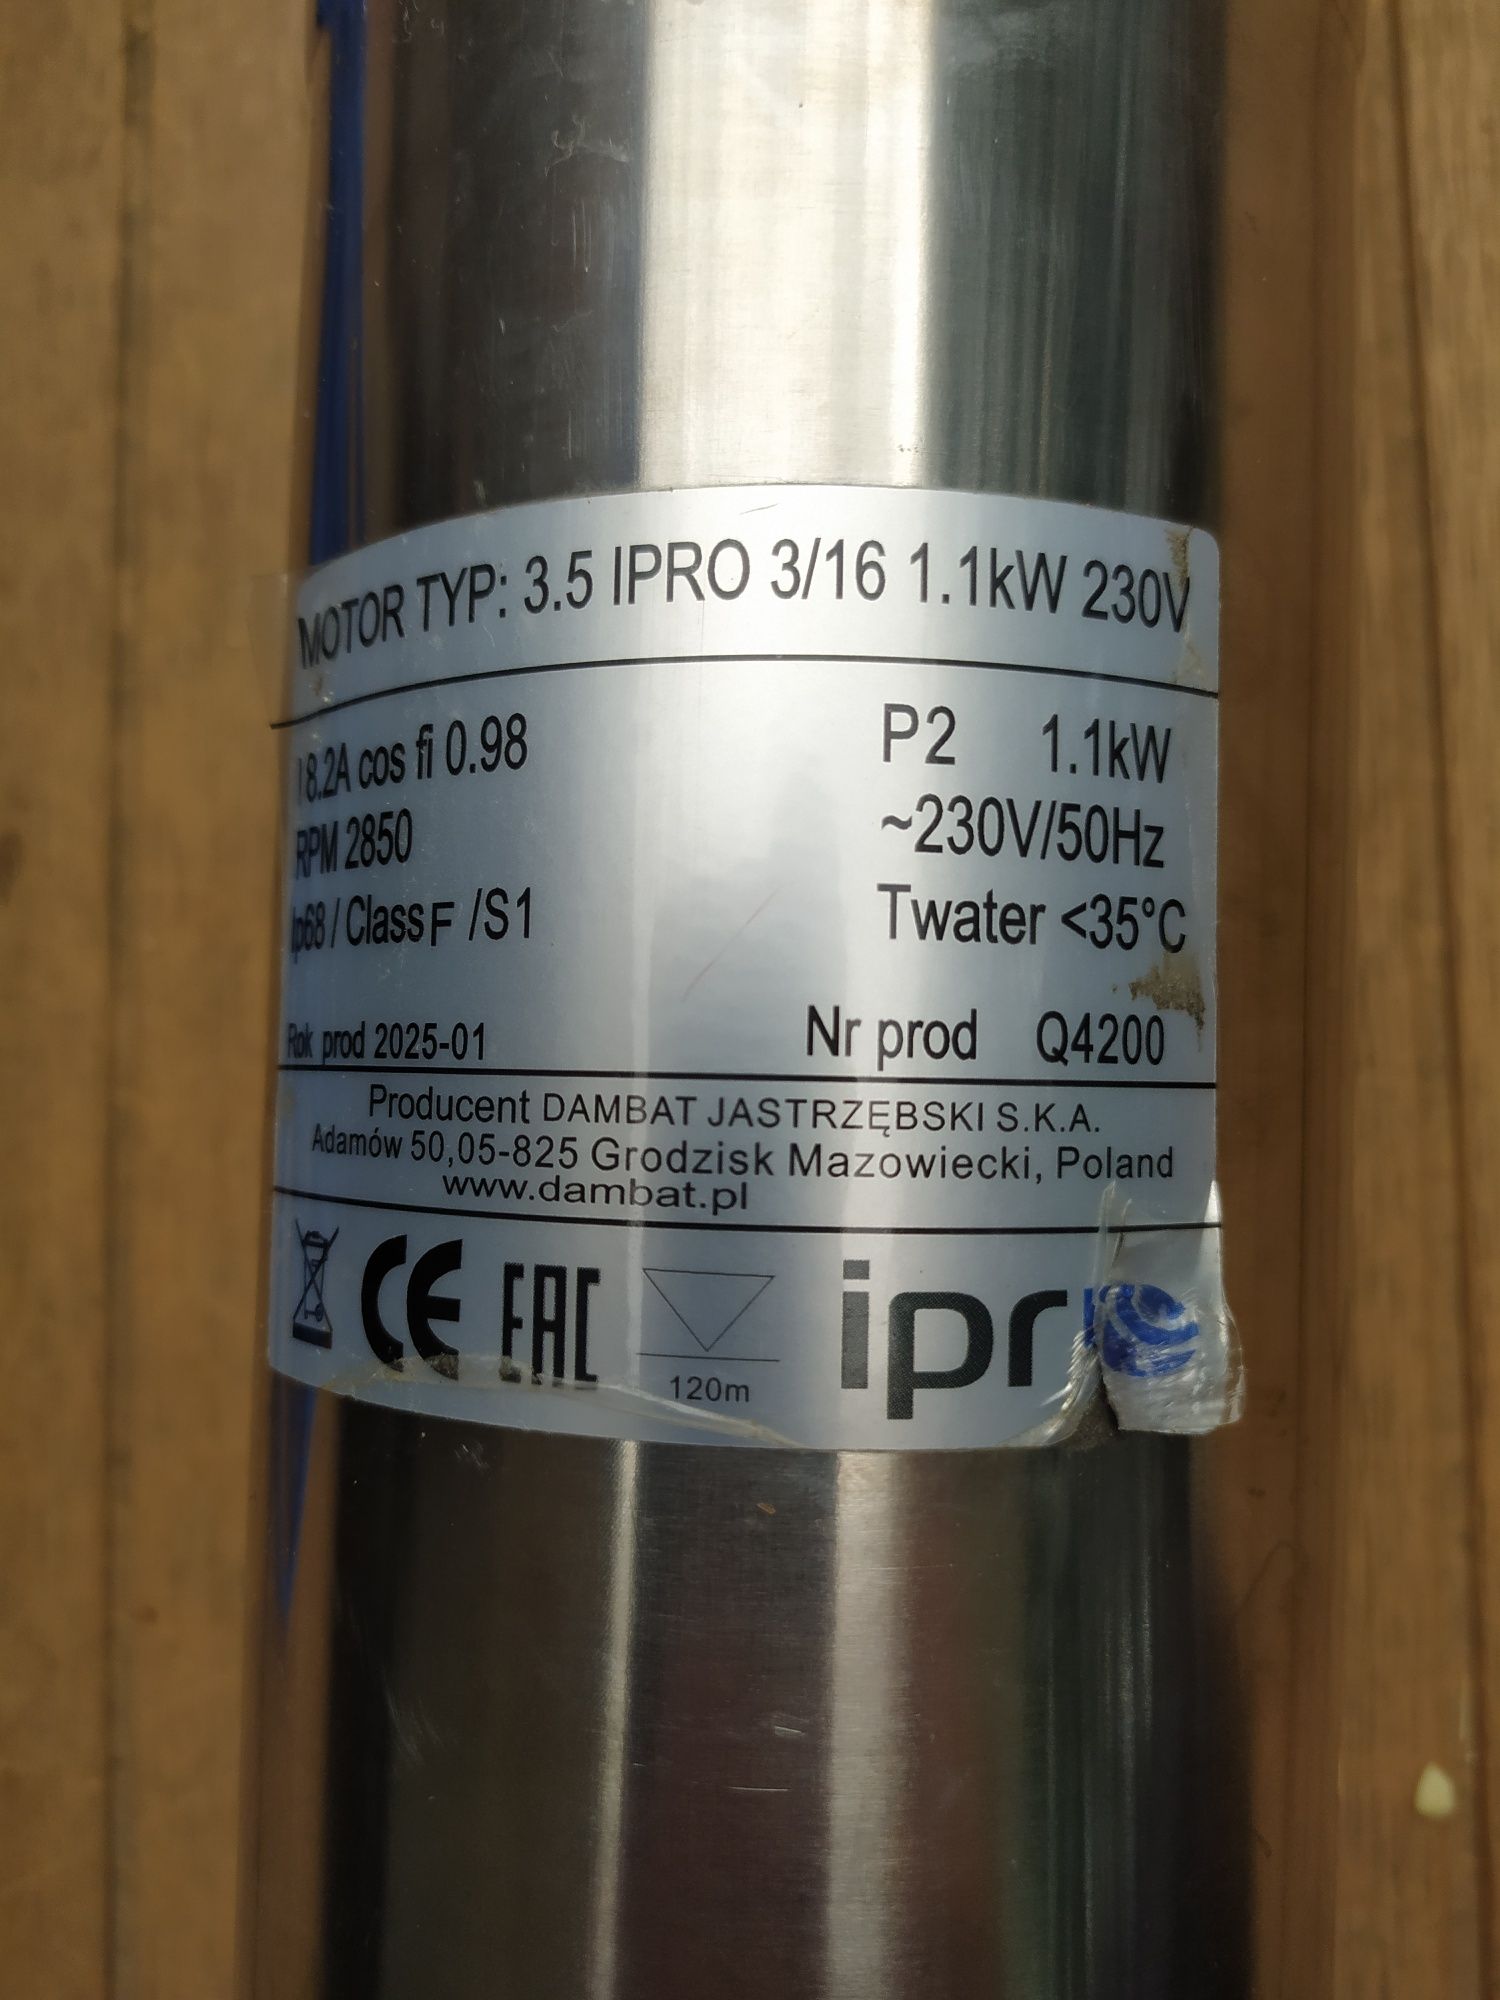 MOTOR TYP: 3.5 IPRO 3/16 1.1kW 230V
I 8.2A cos fi 0.98 P2 1.1kW
RPM 2850 ~230V/50Hz
Ip68 / Class F /S1 Twater <35°C
Rok prod 2025-01 Nr prod Q4200
Producent DAMBAT JASTRZĘBSKI S.K.A.
Adamów 50,05-825 Grodzisk Mazowiecki, Poland
www.dambat.pl
CE EAC 120m ipro